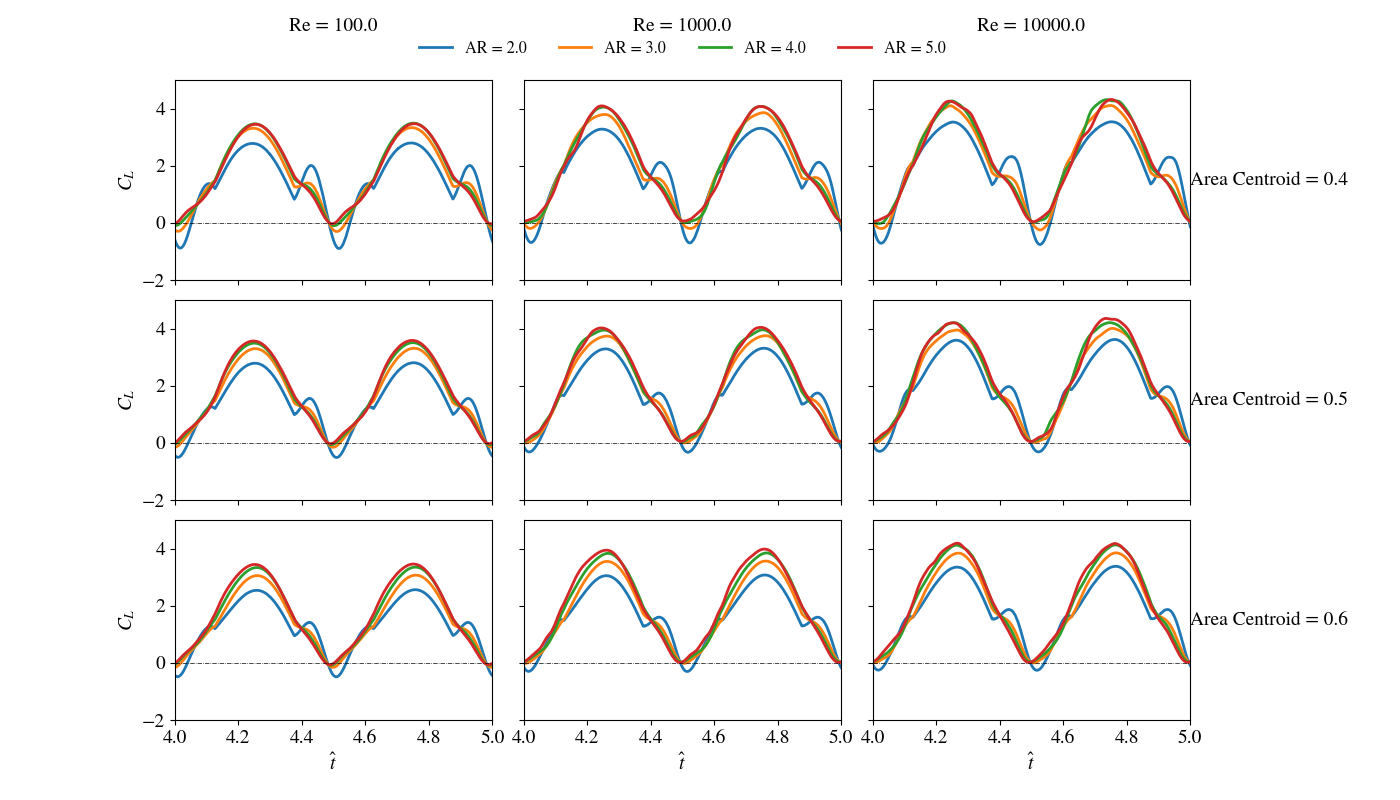 Re = 100.0 Re = 1000.0 Re = 10000.0
AR = 2.0 AR = 3.0 AR = 4.0 AR = 5.0
4
2
0
−2
C_L
Area Centroid = 0.4
4
2
0
−2
C_L
Area Centroid = 0.5
4
2
0
−2
C_L
Area Centroid = 0.6
4.0 4.2 4.4 4.6 4.8 5.0 4.0 4.2 4.4 4.6 4.8 5.0 4.0 4.2 4.4 4.6 4.8 5.0
t̂ t̂ t̂